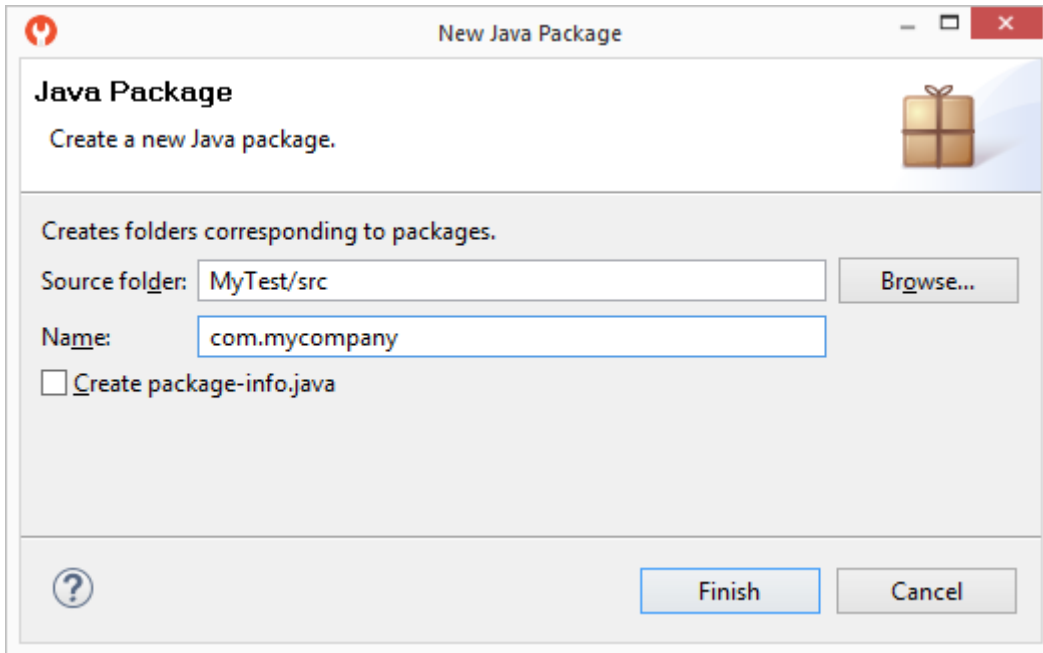 New Java Package
Java Package
Create a new Java package.
Creates folders corresponding to packages.
Source folder: MyTest/src Browse...
Name: com.mycompany
Create package-info.java
? Finish Cancel